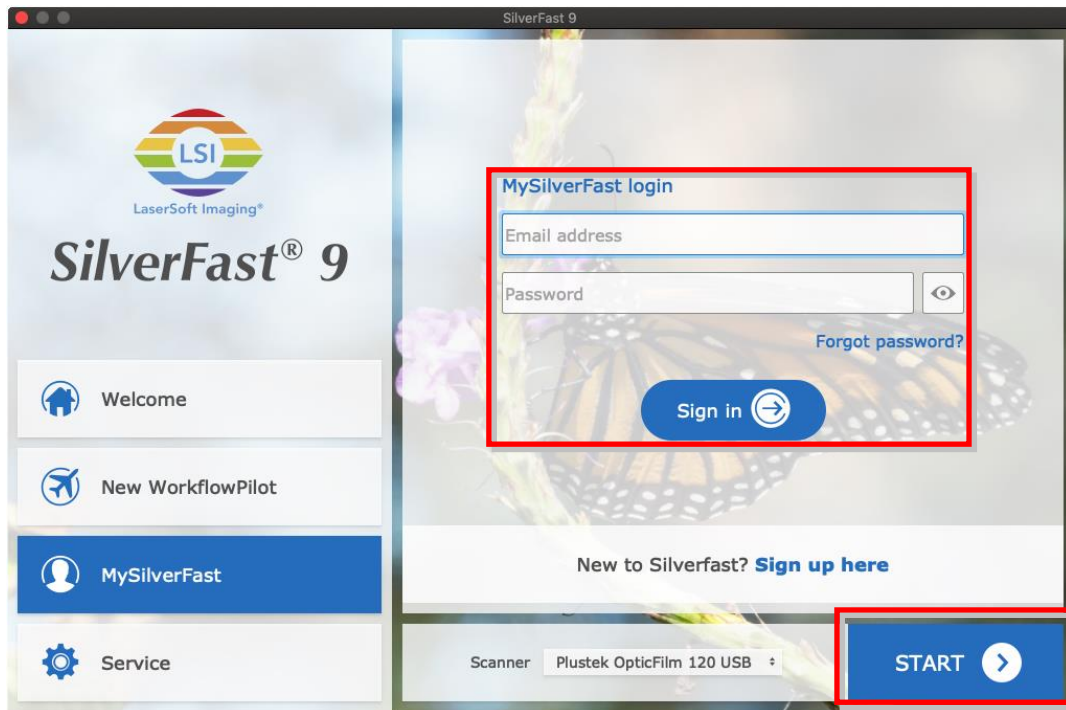 SilverFast 9
LSI
LaserSoft Imaging®
SilverFast® 9
Welcome
New WorkflowPilot
MySilverFast
Service
MySilverFast login
Email address
Password
Forgot password?
Sign in
New to Silverfast? Sign up here
Scanner Plustek OpticFilm 120 USB
START